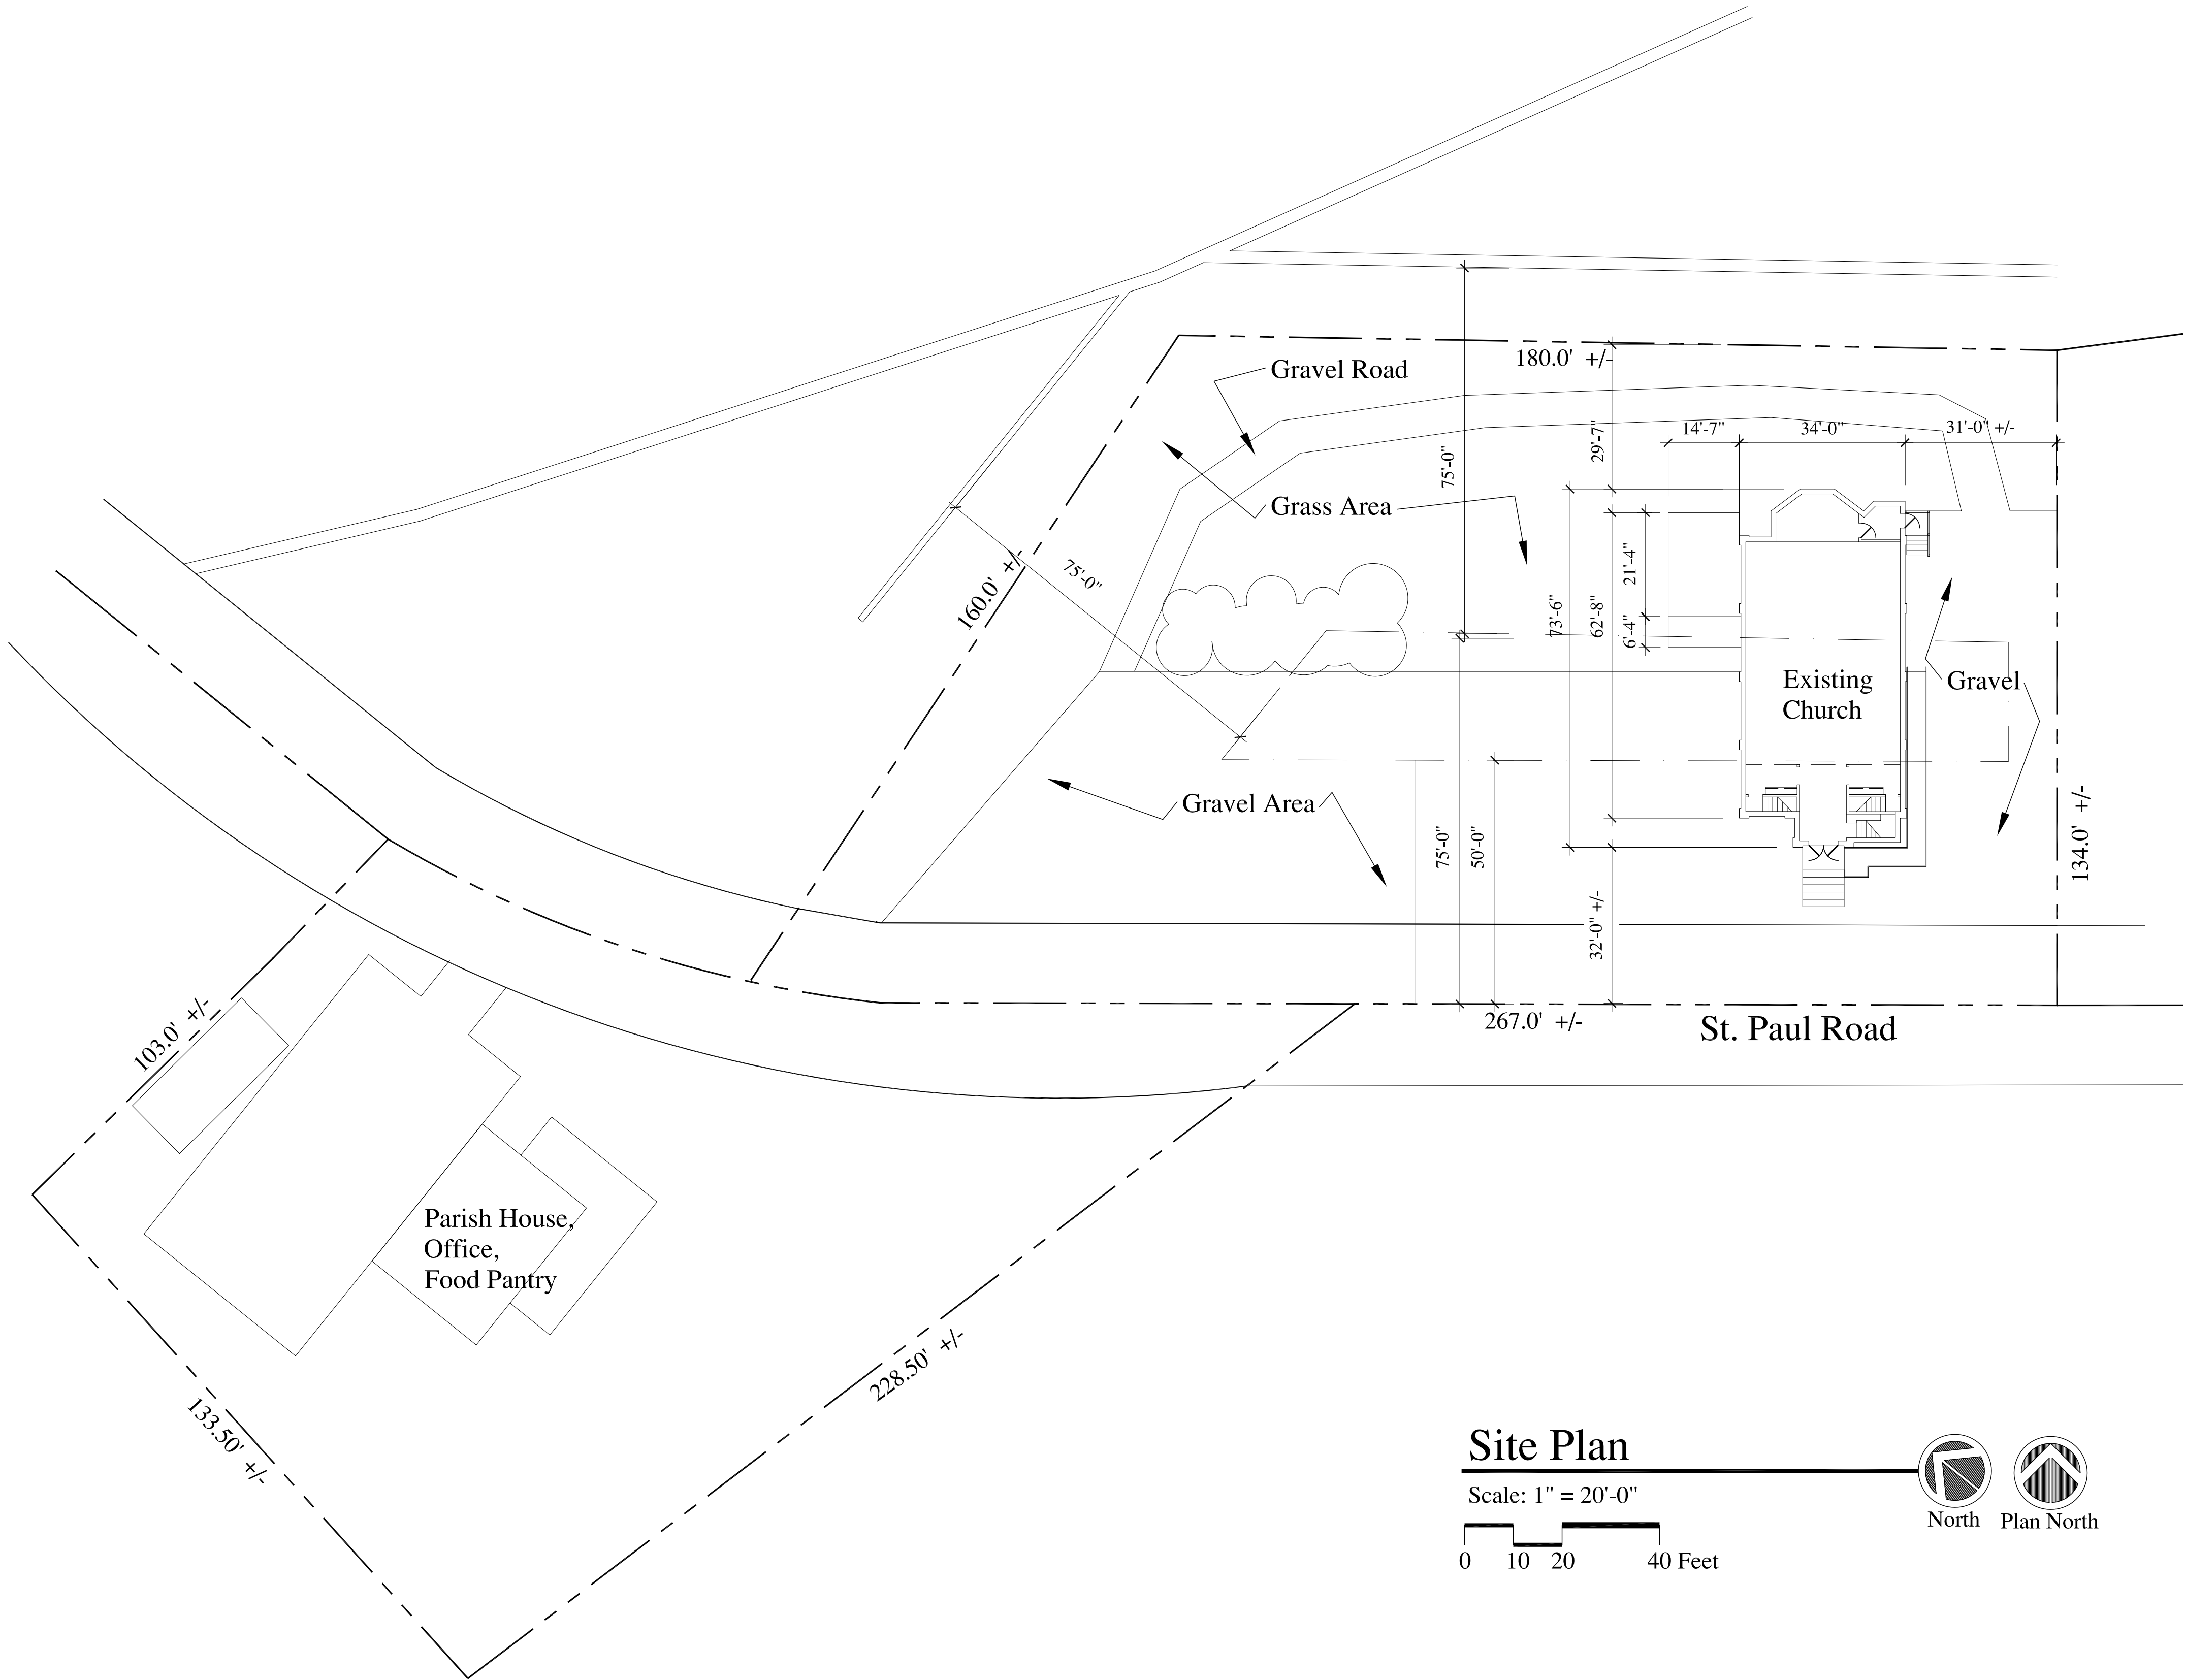 180.0' +/-
Gravel Road
14'-7"
34'-0"
31'-0" +/-
29'-7"
75'-0"
Grass Area
160.0' +/-
75'-0"
21'-4"
73'-6"
62'-8"
6'-4"
Existing
Church
Gravel
Gravel Area
75'-0"
50'-0"
134.0' +/-
32'-0" +/-
103.0' +/-
267.0' +/-
St. Paul Road
Parish House,
Office,
Food Pantry
228.50' +/-
133.50' +/-
Site Plan
Scale: 1" = 20'-0"
North
Plan North
0 10 20 40 Feet